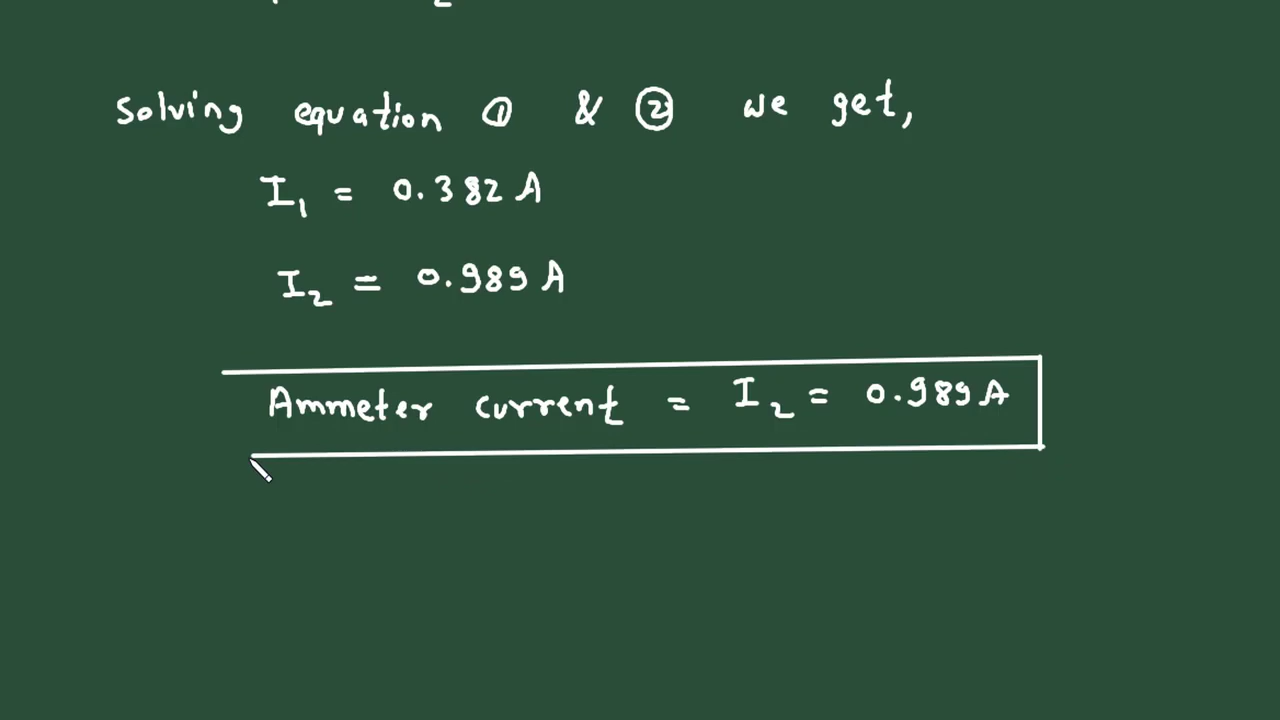 Solving equation ① & ② we get,
I₁ = 0.382 A
I₂ = 0.989 A
Ammeter current = I₂ = 0.989 A